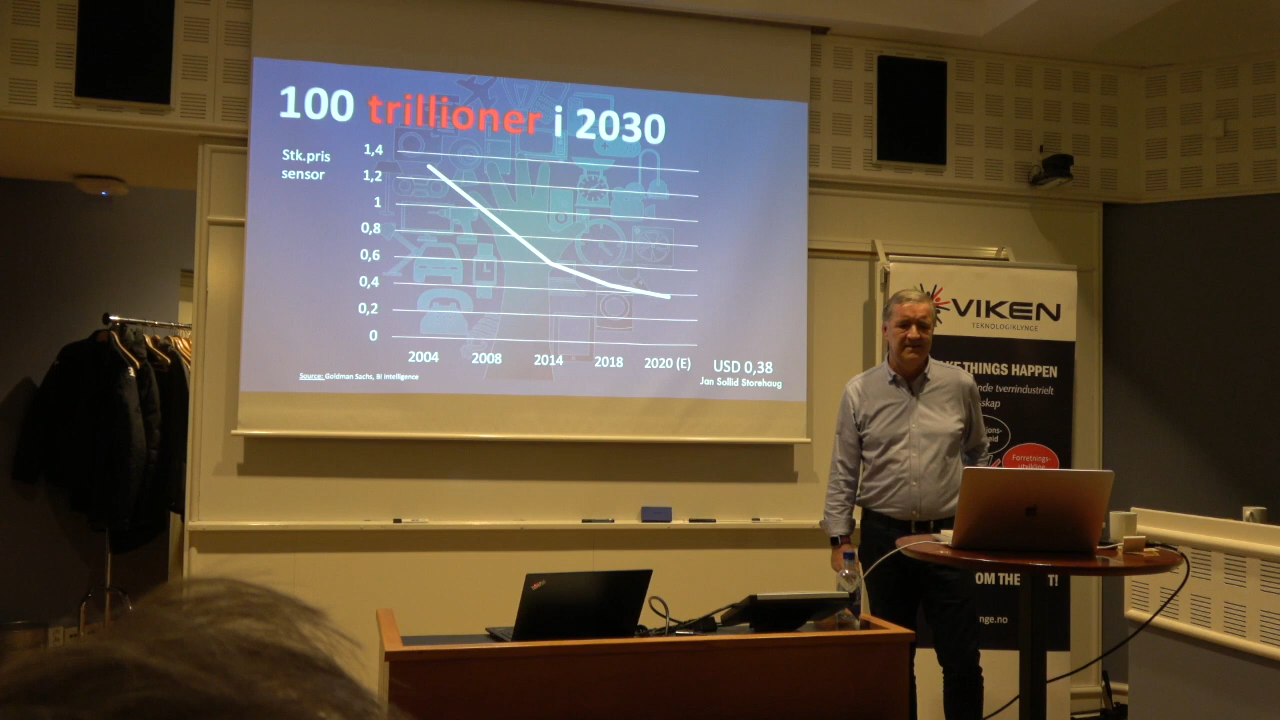 100 trillioner i 2030
Stk.pris
sensor
1,4
1,2
1
0,8
0,6
0,4
0,2
0
2004 2008 2014 2018 2020 (E)
USD 0,38
Jan Sollid Storehaug
Source: Goldman Sachs, BI Intelligence
VIKEN
TEKNOLOGIKLYNGE
THINGS HAPPEN
tverrindustrielt
Forretnings-
OM THE
nge.no